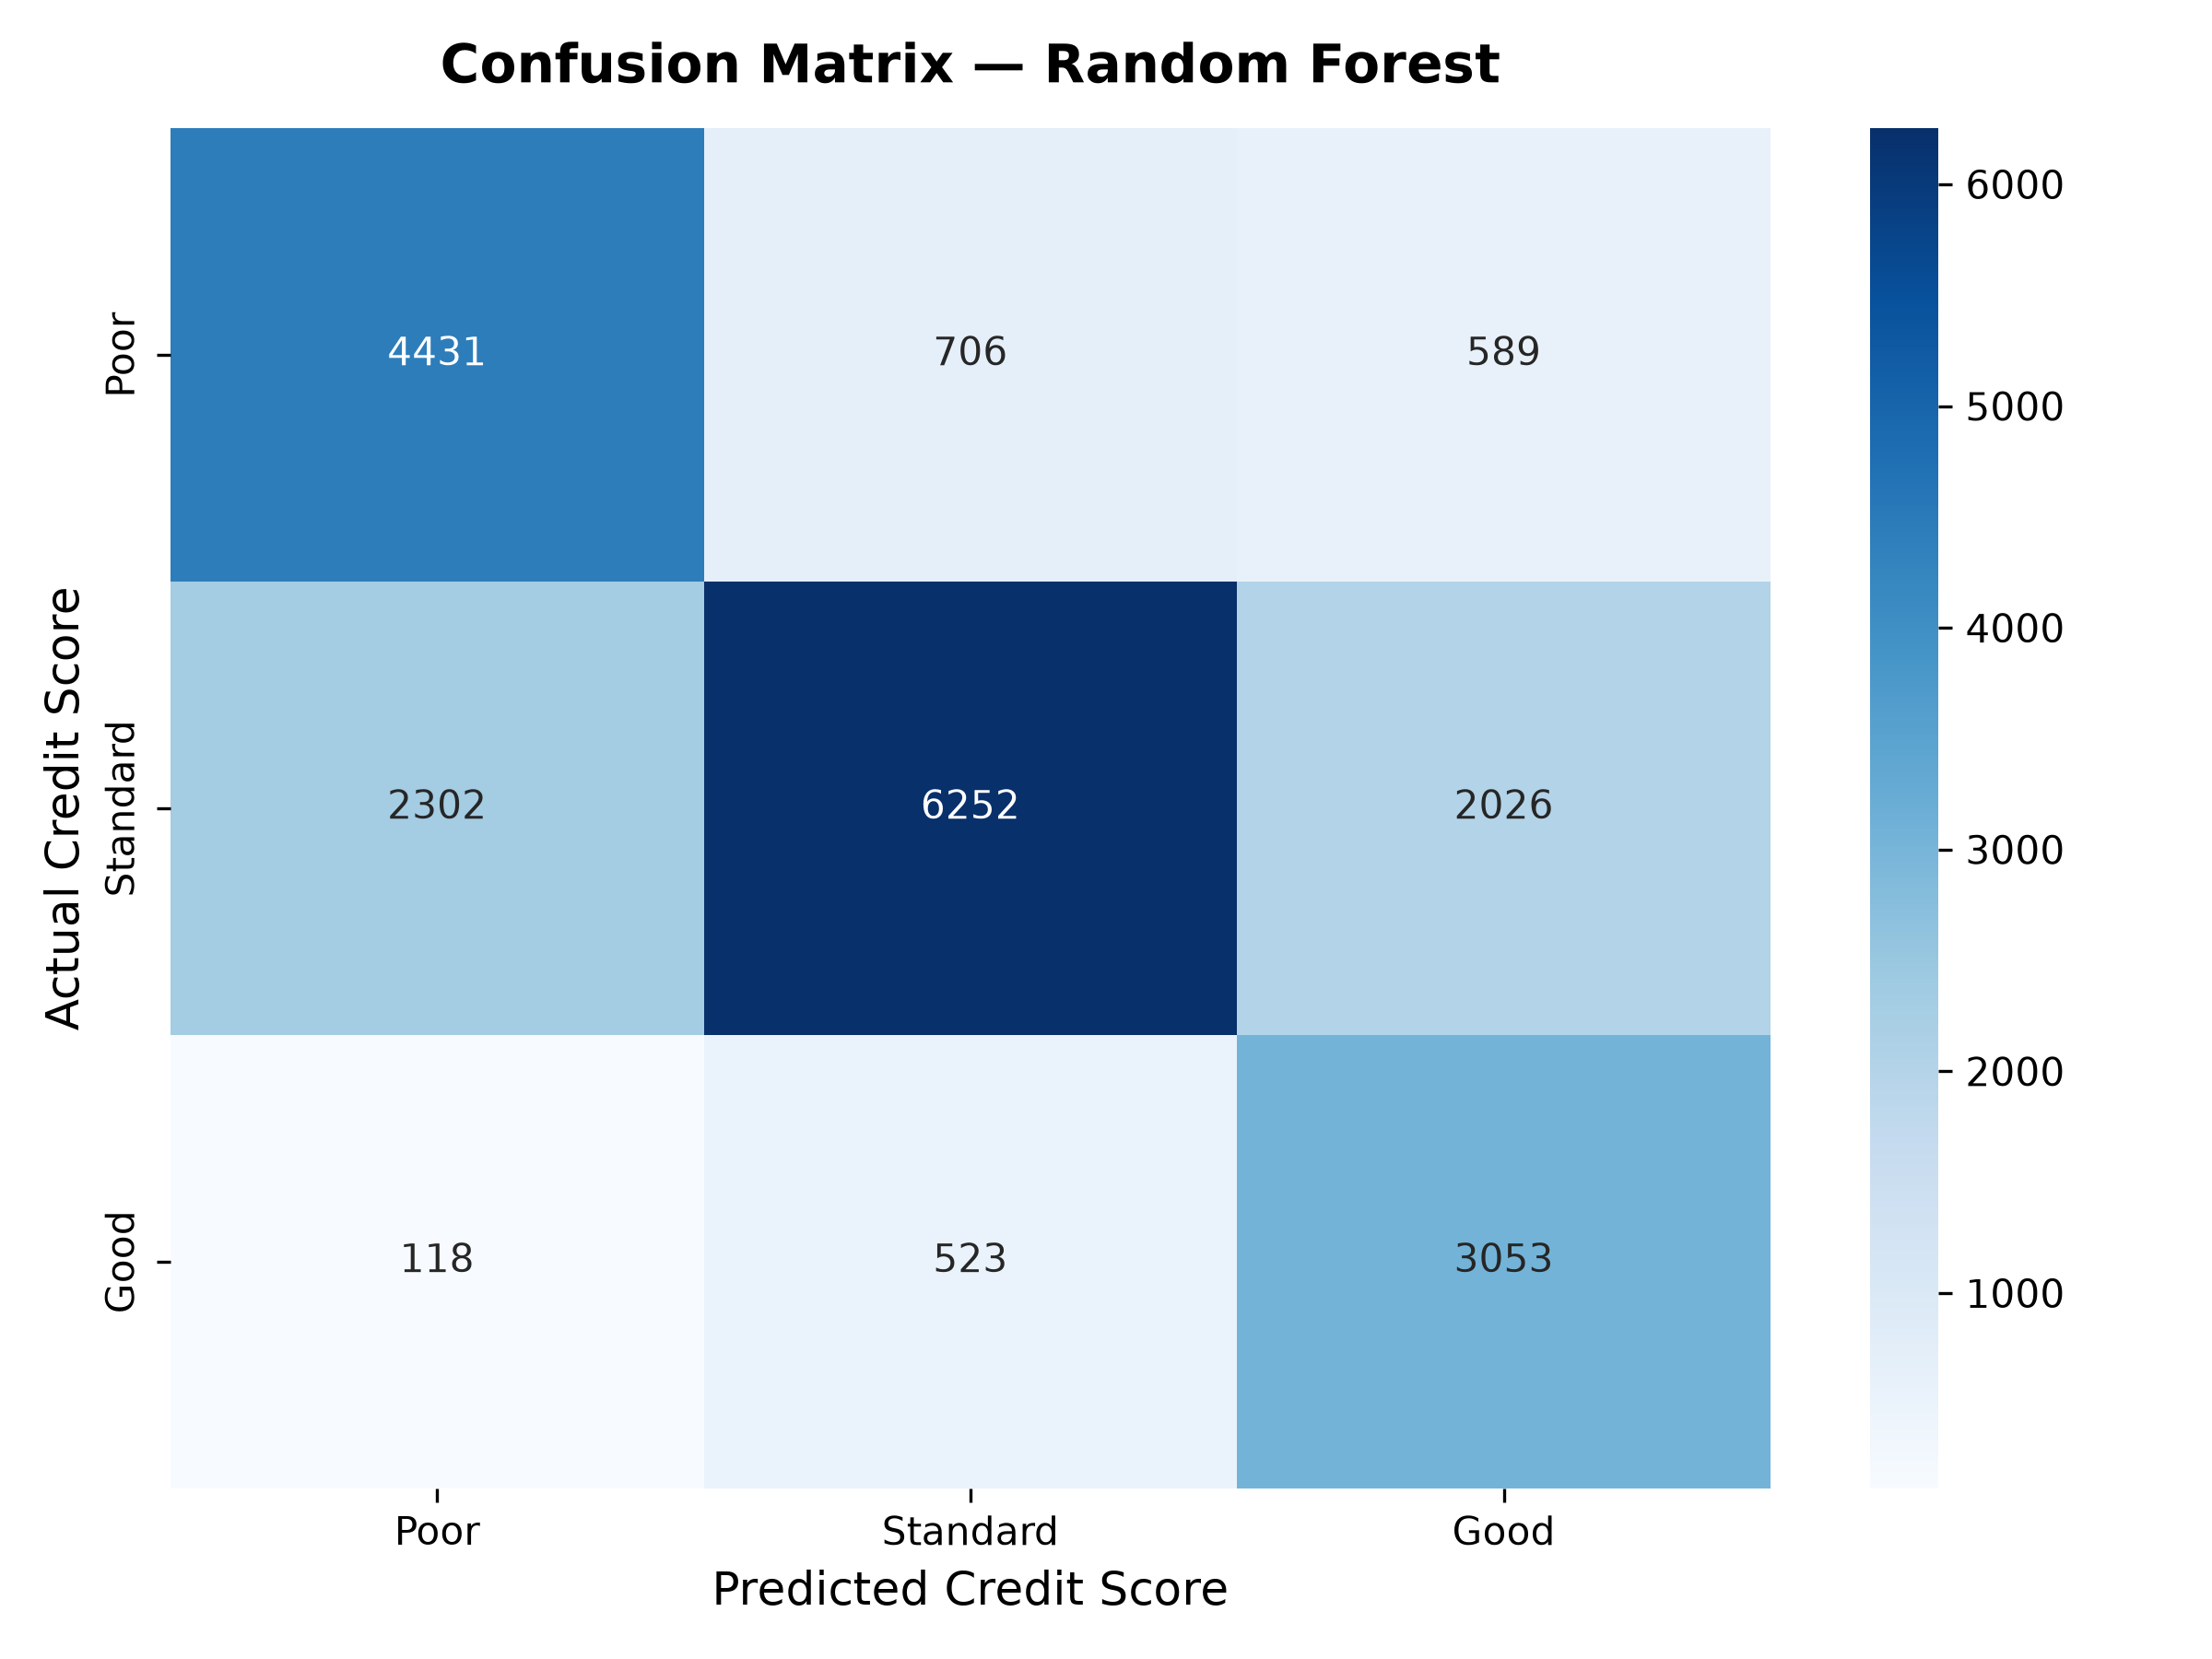 Confusion Matrix — Random Forest
Actual Credit Score
Poor
4431 706 589
Standard
2302 6252 2026
Good
118 523 3053
Poor Standard Good
Predicted Credit Score
6000
5000
4000
3000
2000
1000